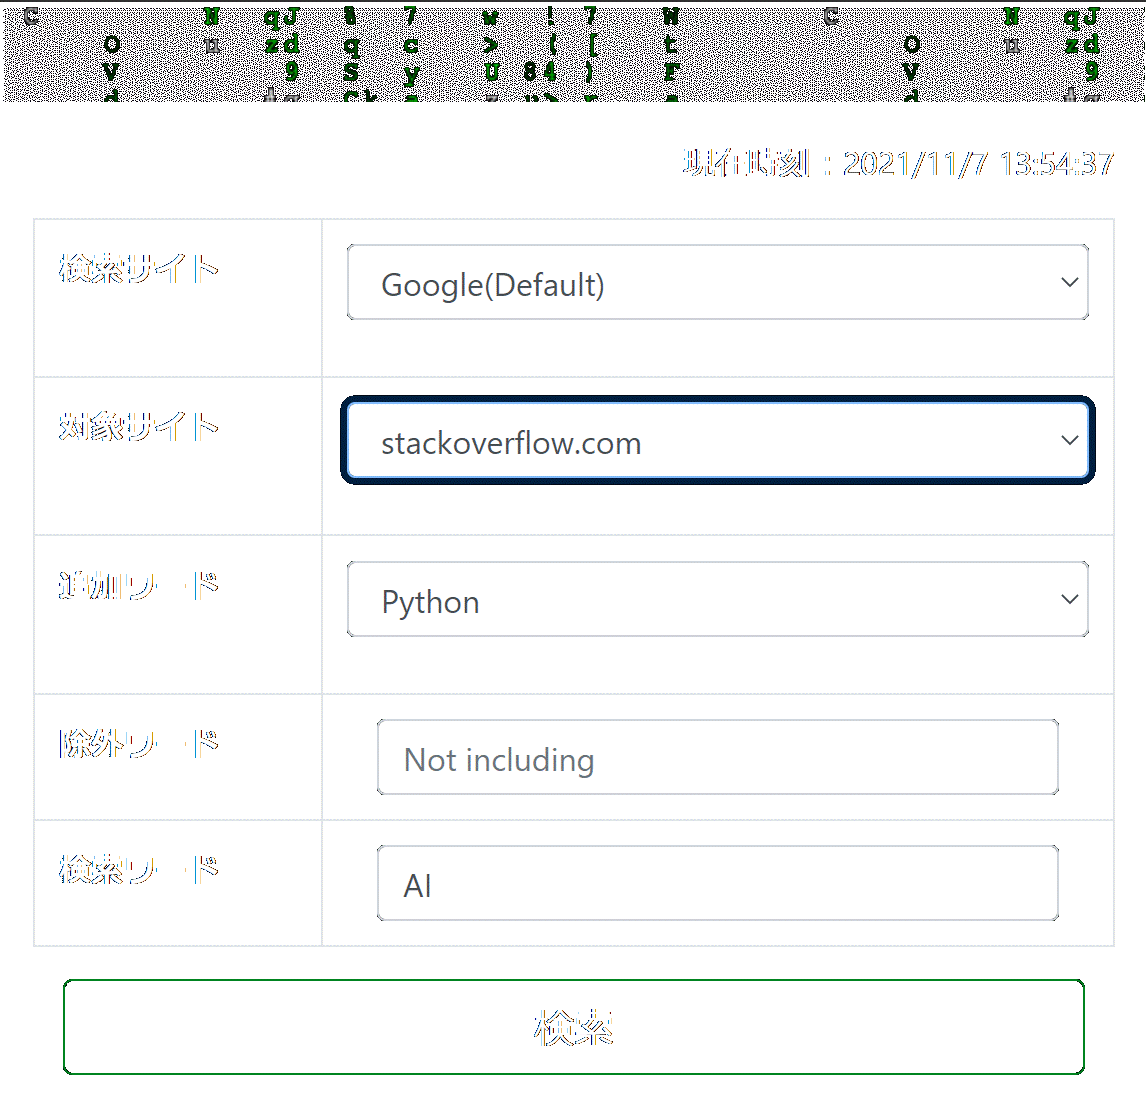 現在時刻：2021/11/7 13:54:37
検索サイト
Google(Default)
対象サイト
stackoverflow.com
追加ワード
Python
除外ワード
Not including
検索ワード
AI
検索